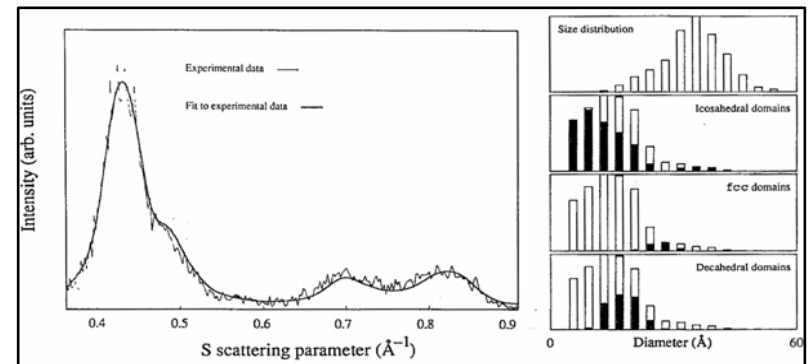 Intensity (arb. units)
Experimental data
Fit to experimental data
0.4 0.5 0.6 0.7 0.8 0.9
S scattering parameter (Å⁻¹)
Size distribution
Icosahedral domains
fcc domains
Decahedral domains
0 Diameter (Å) 60